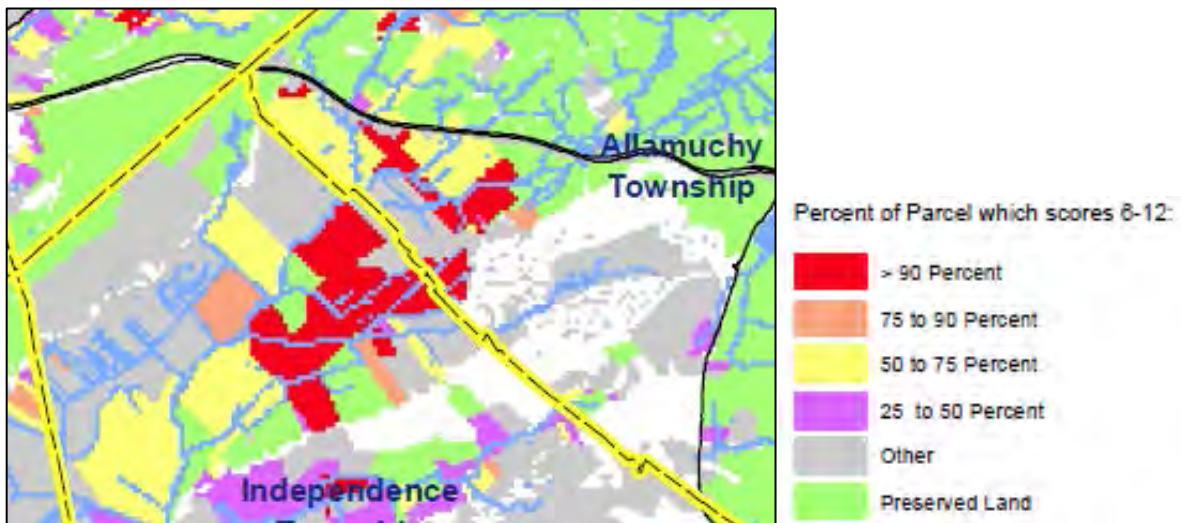 Allamuchy
Township
Independence
Percent of Parcel which scores 6-12:
> 90 Percent
75 to 90 Percent
50 to 75 Percent
25 to 50 Percent
Other
Preserved Land